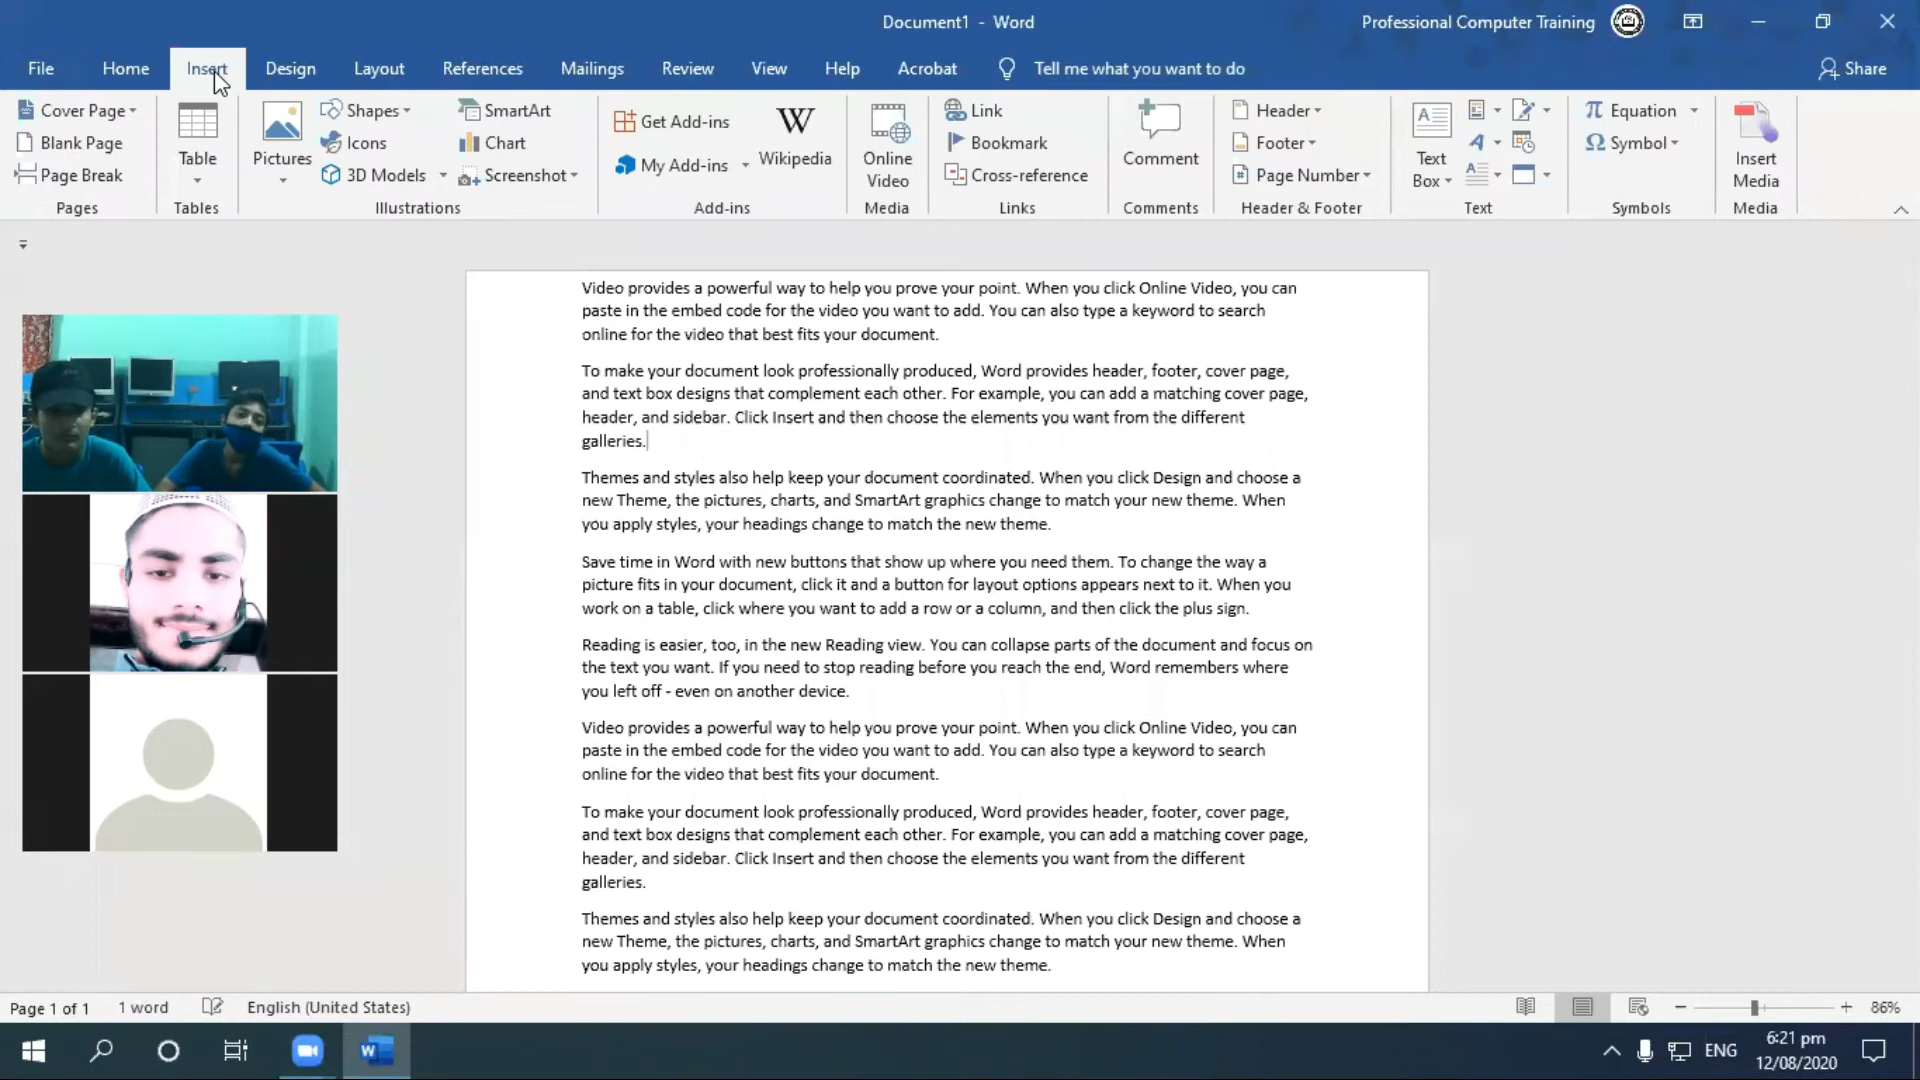 Document1 - Word
Professional Computer Training
File Home Insert Design Layout References Mailings Review View Help Acrobat Tell me what you want to do Share
Cover Page
Blank Page
Page Break
Pages
Table
Tables
Pictures
Shapes
Icons
3D Models
SmartArt
Chart
Screenshot
Illustrations
Get Add-ins
My Add-ins
W
Wikipedia
Add-ins
Online
Video
Media
Link
Bookmark
Cross-reference
Links
Comment
Comments
Header
Footer
Page Number
Header & Footer
Text
Box
Text
Equation
Symbol
Symbols
Insert
Media
Media
Video provides a powerful way to help you prove your point. When you click Online Video, you can
paste in the embed code for the video you want to add. You can also type a keyword to search
online for the video that best fits your document.
To make your document look professionally produced, Word provides header, footer, cover page,
and text box designs that complement each other. For example, you can add a matching cover page,
header, and sidebar. Click Insert and then choose the elements you want from the different
galleries.
Themes and styles also help keep your document coordinated. When you click Design and choose a
new Theme, the pictures, charts, and SmartArt graphics change to match your new theme. When
you apply styles, your headings change to match the new theme.
Save time in Word with new buttons that show up where you need them. To change the way a
picture fits in your document, click it and a button for layout options appears next to it. When you
work on a table, click where you want to add a row or a column, and then click the plus sign.
Reading is easier, too, in the new Reading view. You can collapse parts of the document and focus on
the text you want. If you need to stop reading before you reach the end, Word remembers where
you left off - even on another device.
Video provides a powerful way to help you prove your point. When you click Online Video, you can
paste in the embed code for the video you want to add. You can also type a keyword to search
online for the video that best fits your document.
To make your document look professionally produced, Word provides header, footer, cover page,
and text box designs that complement each other. For example, you can add a matching cover page,
header, and sidebar. Click Insert and then choose the elements you want from the different
galleries.
Themes and styles also help keep your document coordinated. When you click Design and choose a
new Theme, the pictures, charts, and SmartArt graphics change to match your new theme. When
you apply styles, your headings change to match the new theme.
Page 1 of 1 1 word English (United States) 86%
ENG
6:21 pm
12/08/2020